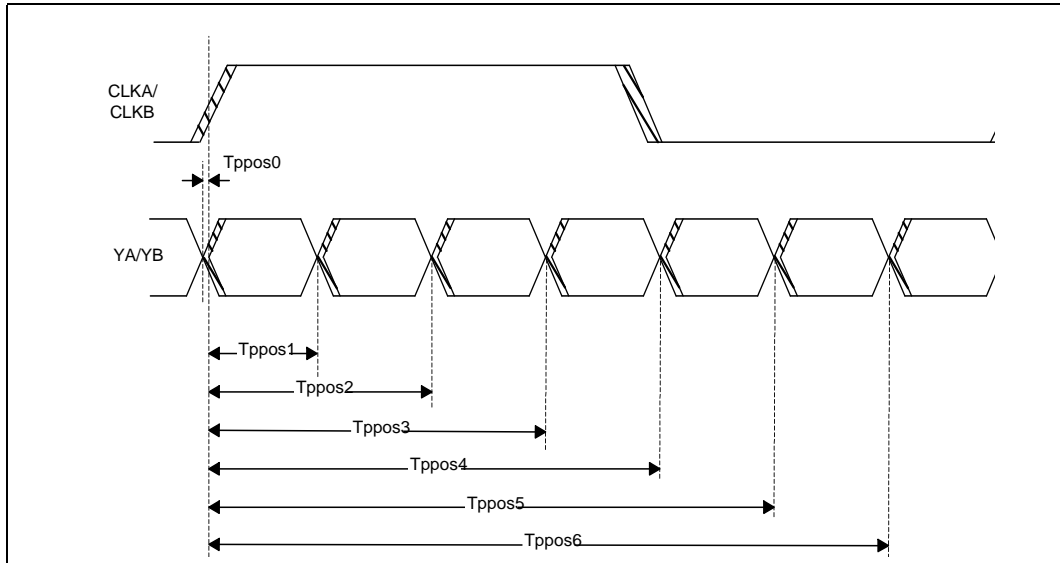 CLKA/
CLKB
Tppos0
YA/YB
Tppos1
Tppos2
Tppos3
Tppos4
Tppos5
Tppos6